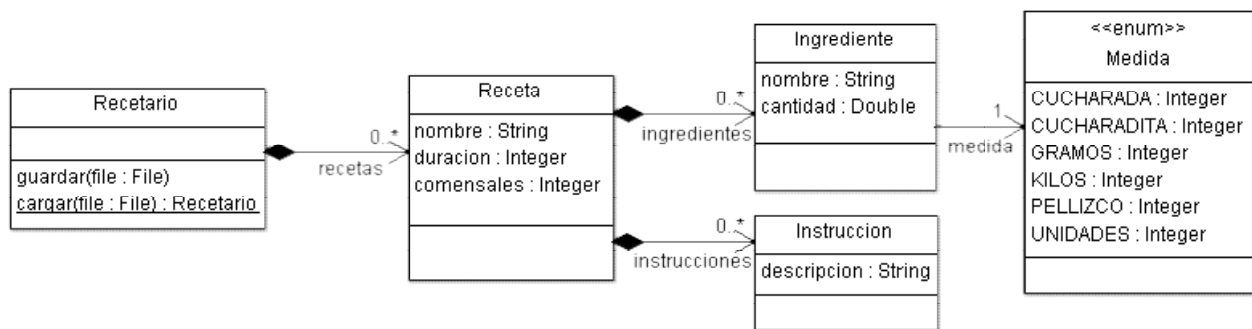 Recetario
guardar(file : File)
cargar(file : File) : Recetario
0..*
recetas
Receta
nombre : String
duracion : Integer
comensales : Integer
0..*
ingredientes
0..*
instrucciones
Ingrediente
nombre : String
cantidad : Double
Instruccion
descripcion : String
1
medida
<<enum>>
Medida
CUCHARADA : Integer
CUCHARADITA : Integer
GRAMOS : Integer
KILOS : Integer
PELLIZCO : Integer
UNIDADES : Integer